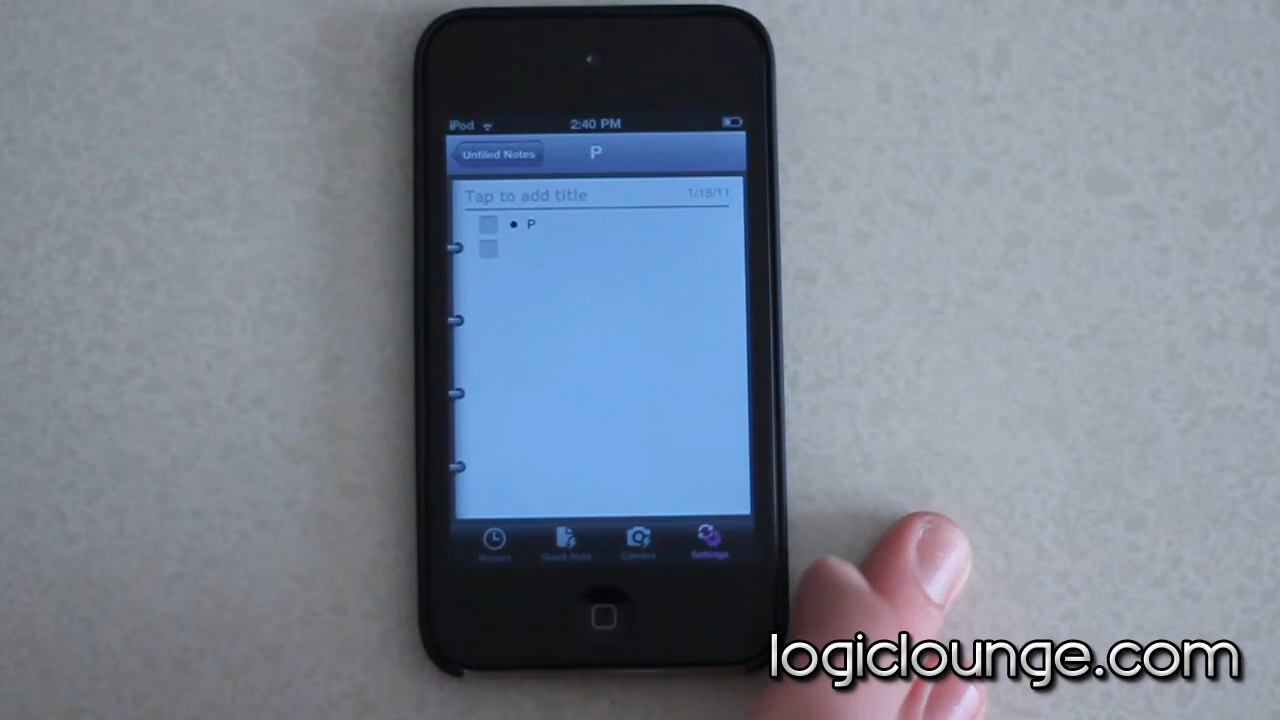 iPod 2:40 PM
Unfiled Notes P
Tap to add title 1/18/11
• P
Recent Quick Note Camera Settings
logiclounge.com